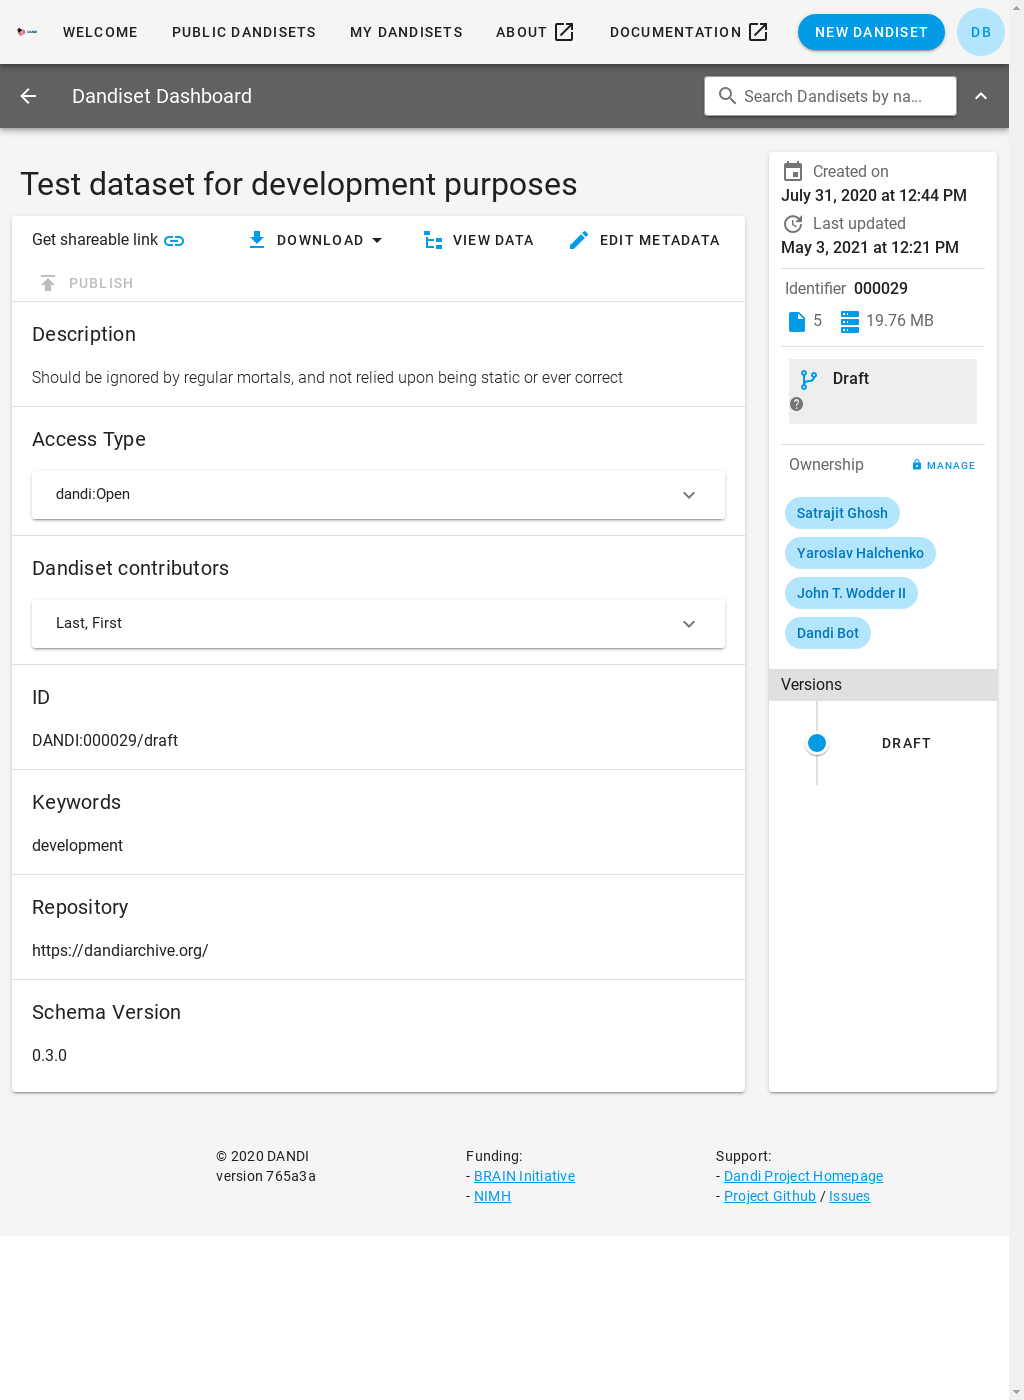 WELCOME PUBLIC DANDISETS MY DANDISETS ABOUT DOCUMENTATION NEW DANDISET DB
Dandiset Dashboard Search Dandisets by na...
Test dataset for development purposes
Get shareable link DOWNLOAD VIEW DATA EDIT METADATA
PUBLISH
Description
Should be ignored by regular mortals, and not relied upon being static or ever correct
Access Type
dandi:Open
Dandiset contributors
Last, First
ID
DANDI:000029/draft
Keywords
development
Repository
https://dandiarchive.org/
Schema Version
0.3.0
Created on
July 31, 2020 at 12:44 PM
Last updated
May 3, 2021 at 12:21 PM
Identifier 000029
5 19.76 MB
Draft
Ownership MANAGE
Satrajit Ghosh
Yaroslav Halchenko
John T. Wodder II
Dandi Bot
Versions
DRAFT
© 2020 DANDI
version 765a3a
Funding:
- BRAIN Initiative
- NIMH
Support:
- Dandi Project Homepage
- Project Github / Issues